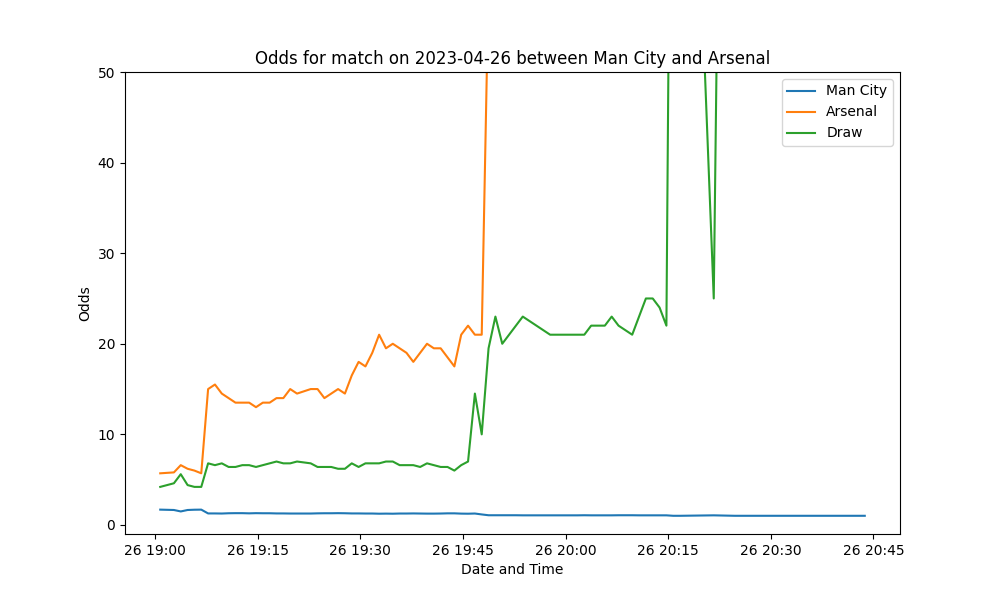 Odds for match on 2023-04-26 between Man City and Arsenal
Man City
Arsenal
Draw
Odds
50
40
30
20
10
0
26 19:00 26 19:15 26 19:30 26 19:45 26 20:00 26 20:15 26 20:30 26 20:45
Date and Time